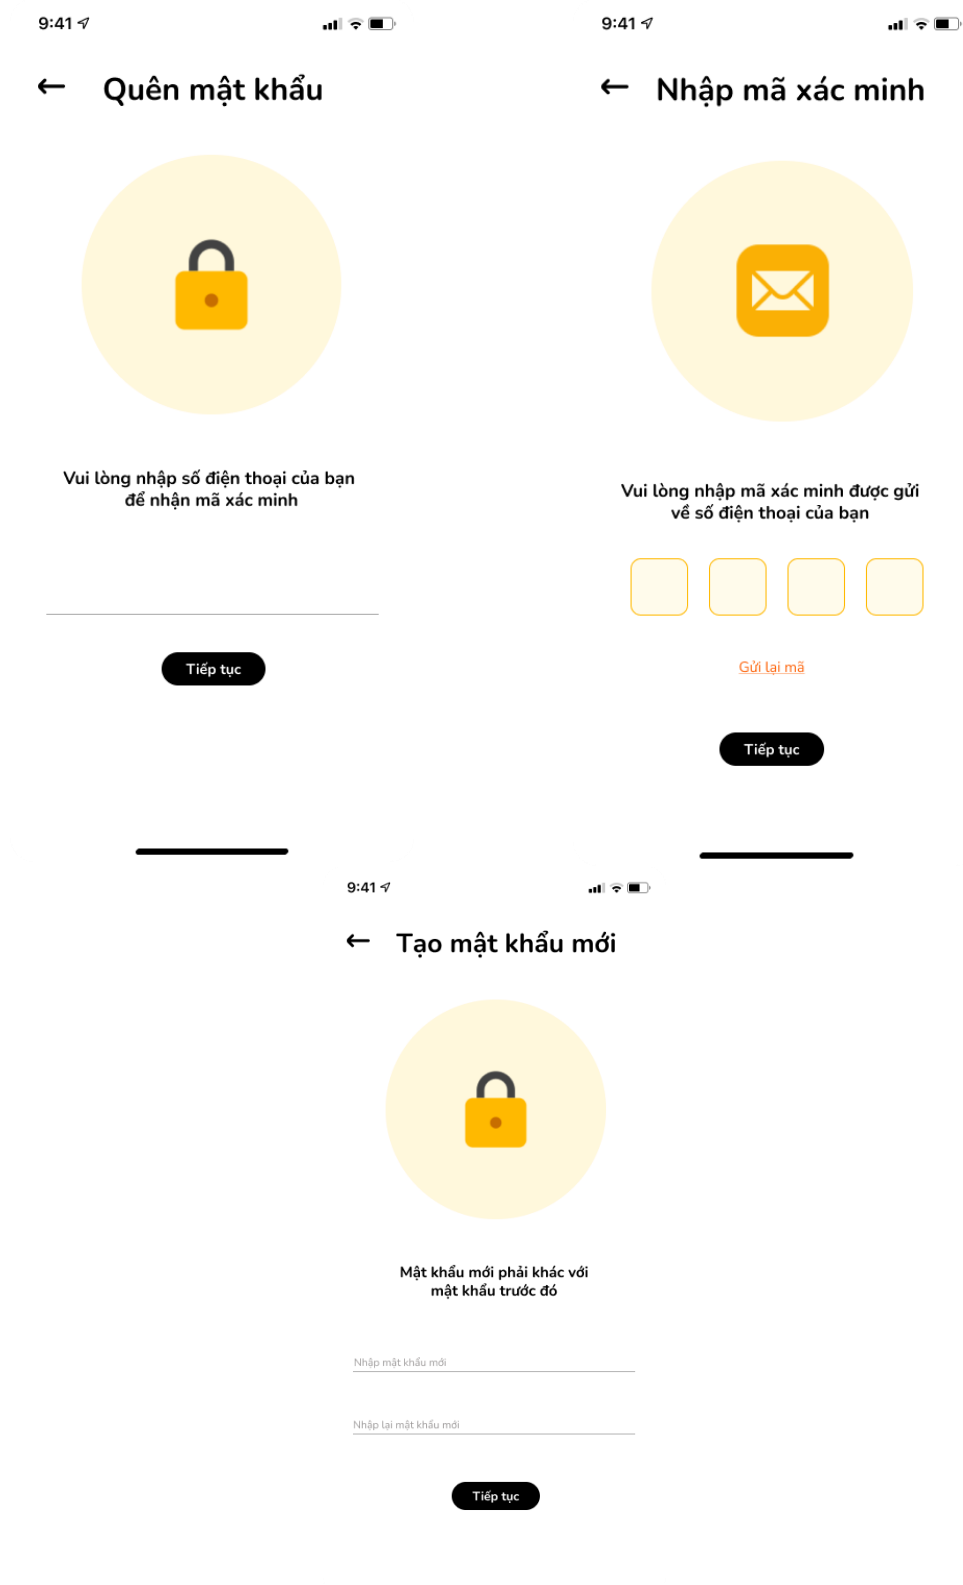 9:41
Quên mật khẩu
Vui lòng nhập số điện thoại của bạn
để nhận mã xác minh
Tiếp tục
9:41
Nhập mã xác minh
Vui lòng nhập mã xác minh được gửi
về số điện thoại của bạn
Gửi lại mã
Tiếp tục
9:41
Tạo mật khẩu mới
Mật khẩu mới phải khác với
mật khẩu trước đó
Nhập mật khẩu mới
Nhập lại mật khẩu mới
Tiếp tục